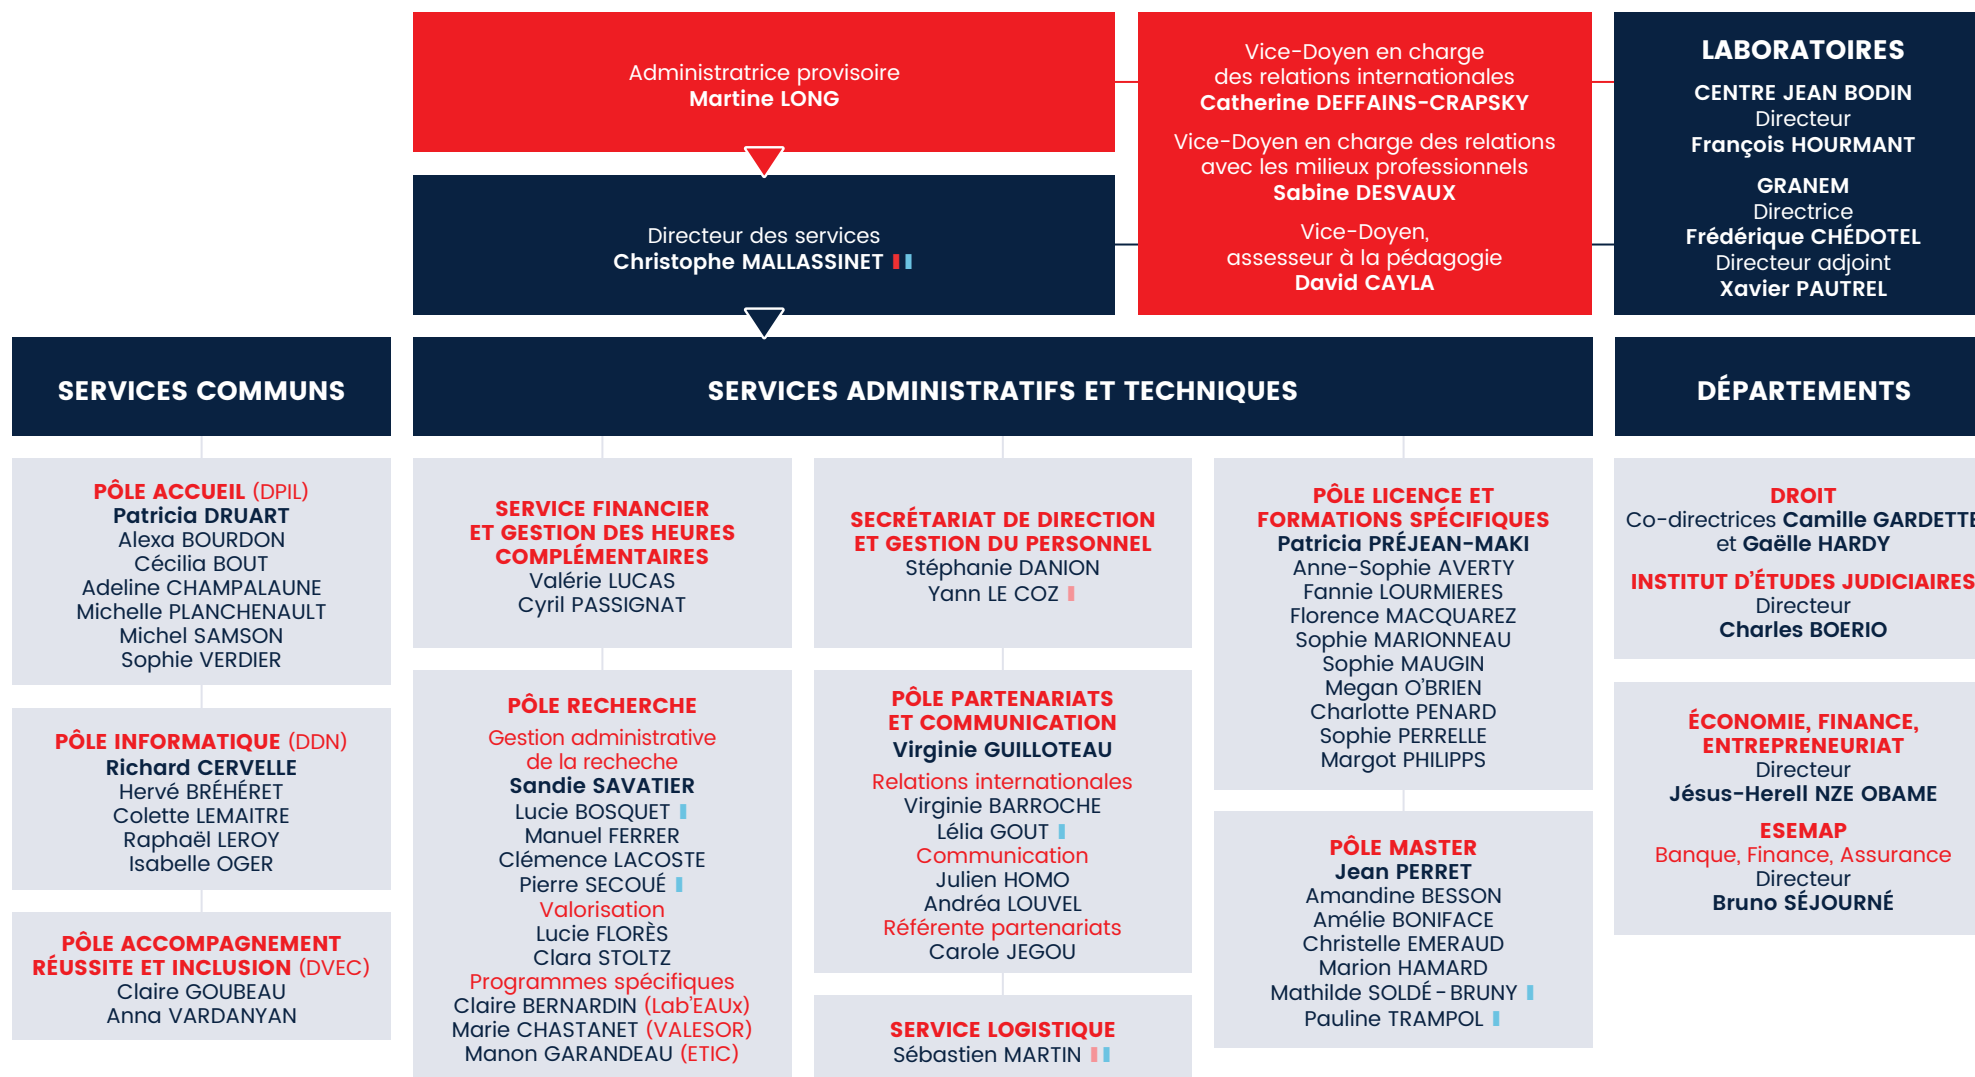 Administratrice provisoire
Martine LONG
Directeur des services
Christophe MALLASSINET
Vice-Doyen en charge
des relations internationales
Catherine DEFFAINS-CRAPSKY
Vice-Doyen en charge des relations
avec les milieux professionnels
Sabine DESVAUX
Vice-Doyen,
assesseur à la pédagogie
David CAYLA
LABORATOIRES
CENTRE JEAN BODIN
Directeur
François HOURMANT
GRANEM
Directrice
Frédérique CHÉDOTEL
Directeur adjoint
Xavier PAUTREL
SERVICES COMMUNS
PÔLE ACCUEIL (DPIL)
Patricia DRUART
Alexa BOURDON
Cécilia BOUT
Adeline CHAMPALAUNE
Michelle PLANCHENAULT
Michel SAMSON
Sophie VERDIER
PÔLE INFORMATIQUE (DDN)
Richard CERVELLE
Hervé BRÉHÉRET
Colette LEMAITRE
Raphaël LEROY
Isabelle OGER
PÔLE ACCOMPAGNEMENT
RÉUSSITE ET INCLUSION (DVEC)
Claire GOUBEAU
Anna VARDANYAN
SERVICES ADMINISTRATIFS ET TECHNIQUES
SERVICE FINANCIER
ET GESTION DES HEURES
COMPLÉMENTAIRES
Valérie LUCAS
Cyril PASSIGNAT
PÔLE RECHERCHE
Gestion administrative
de la recheche
Sandie SAVATIER
Lucie BOSQUET
Manuel FERRER
Clémence LACOSTE
Pierre SECOUÉ
Valorisation
Lucie FLORÈS
Clara STOLTZ
Programmes spécifiques
Claire BERNARDIN (Lab'EAUx)
Marie CHASTANET (VALESOR)
Manon GARANDEAU (ETIC)
SECRÉTARIAT DE DIRECTION
ET GESTION DU PERSONNEL
Stéphanie DANION
Yann LE COZ
PÔLE PARTENARIATS
ET COMMUNICATION
Virginie GUILLOTEAU
Relations internationales
Virginie BARROCHE
Lélia GOUT
Communication
Julien HOMO
Andréa LOUVEL
Référente partenariats
Carole JEGOU
SERVICE LOGISTIQUE
Sébastien MARTIN
PÔLE LICENCE ET
FORMATIONS SPÉCIFIQUES
Patricia PRÉJEAN-MAKI
Anne-Sophie AVERTY
Fannie LOURMIERES
Florence MACQUAREZ
Sophie MARIONNEAU
Sophie MAUGIN
Megan O'BRIEN
Charlotte PENARD
Sophie PERRELLE
Margot PHILIPPS
PÔLE MASTER
Jean PERRET
Amandine BESSON
Amélie BONIFACE
Christelle EMERAUD
Marion HAMARD
Mathilde SOLDÉ-BRUNY
Pauline TRAMPOL
DÉPARTEMENTS
DROIT
Co-directrices Camille GARDETTE
et Gaëlle HARDY
INSTITUT D'ÉTUDES JUDICIAIRES
Directeur
Charles BOERIO
ÉCONOMIE, FINANCE,
ENTREPRENEURIAT
Directeur
Jésus-Herell NZE OBAME
ESEMAP
Banque, Finance, Assurance
Directeur
Bruno SÉJOURNÉ